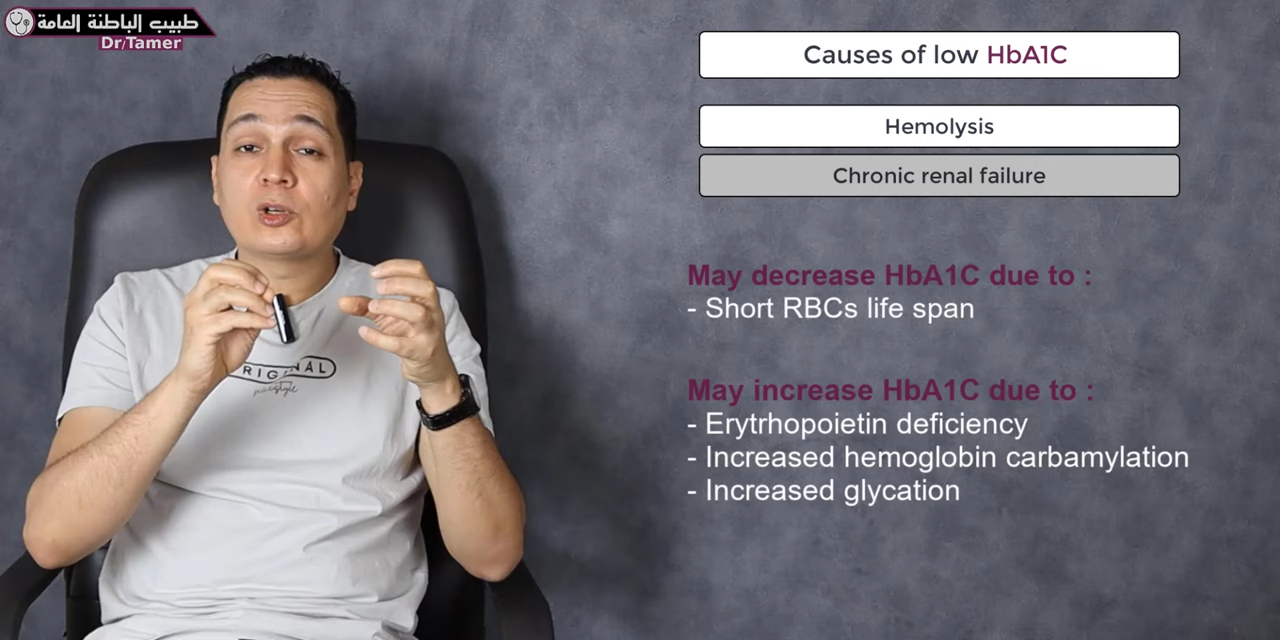 طبيب الباطنة العامة
Dr/Tamer
Causes of low HbA1C
Hemolysis
Chronic renal failure
May decrease HbA1C due to :
- Short RBCs life span
May increase HbA1C due to :
- Erytrhopoietin deficiency
- Increased hemoglobin carbamylation
- Increased glycation
RIGINAL